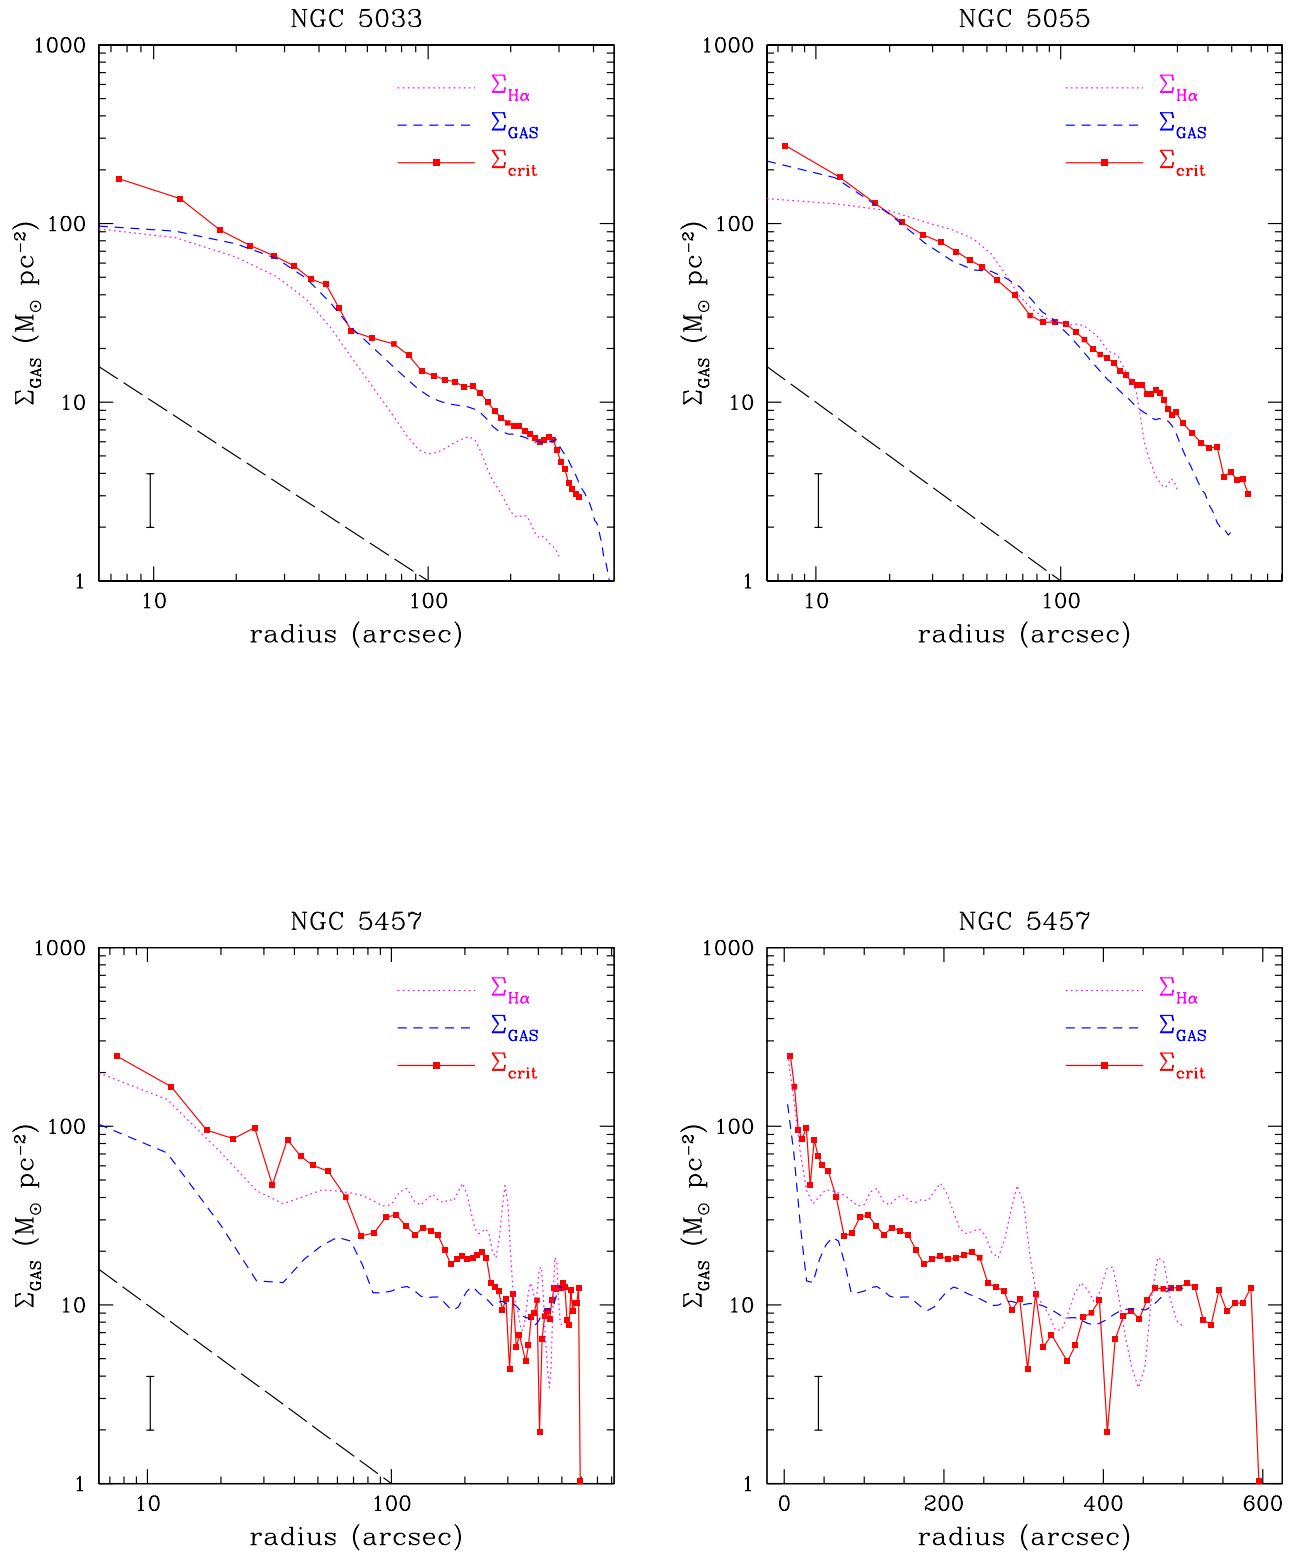 NGC 5033
1000
100
10
1
Σ_GAS (M_⊙ pc⁻²)
Σ_Hα
Σ_GAS
Σ_crit
10 100
radius (arcsec)
NGC 5055
1000
100
10
1
Σ_GAS (M_⊙ pc⁻²)
Σ_Hα
Σ_GAS
Σ_crit
10 100
radius (arcsec)
NGC 5457
1000
100
10
1
Σ_GAS (M_⊙ pc⁻²)
Σ_Hα
Σ_GAS
Σ_crit
10 100
radius (arcsec)
NGC 5457
1000
100
10
1
Σ_GAS (M_⊙ pc⁻²)
Σ_Hα
Σ_GAS
Σ_crit
0 200 400 600
radius (arcsec)